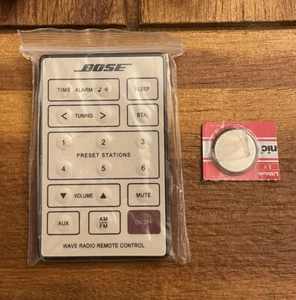 BOSE
TIME ALARM SLEEP
< TUNING > STA.
1 2 3
PRESET STATIONS
4 5 6
▼ VOLUME ▲ MUTE
AUX AM/FM ON/OFF
WAVE RADIO REMOTE CONTROL
nic